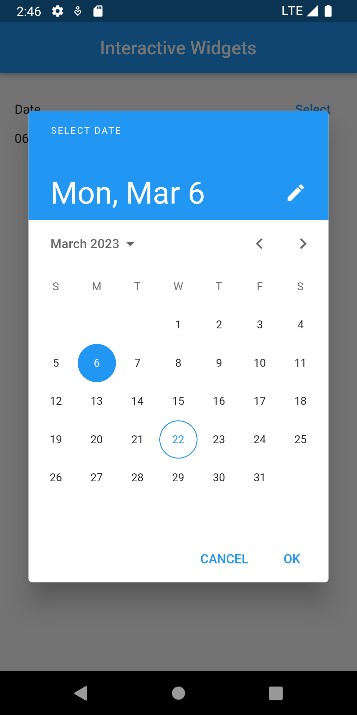 2:46 LTE
Interactive Widgets
Date Select
06
SELECT DATE
Mon, Mar 6
March 2023
S M T W T F S
1 2 3 4
5 6 7 8 9 10 11
12 13 14 15 16 17 18
19 20 21 22 23 24 25
26 27 28 29 30 31
CANCEL OK